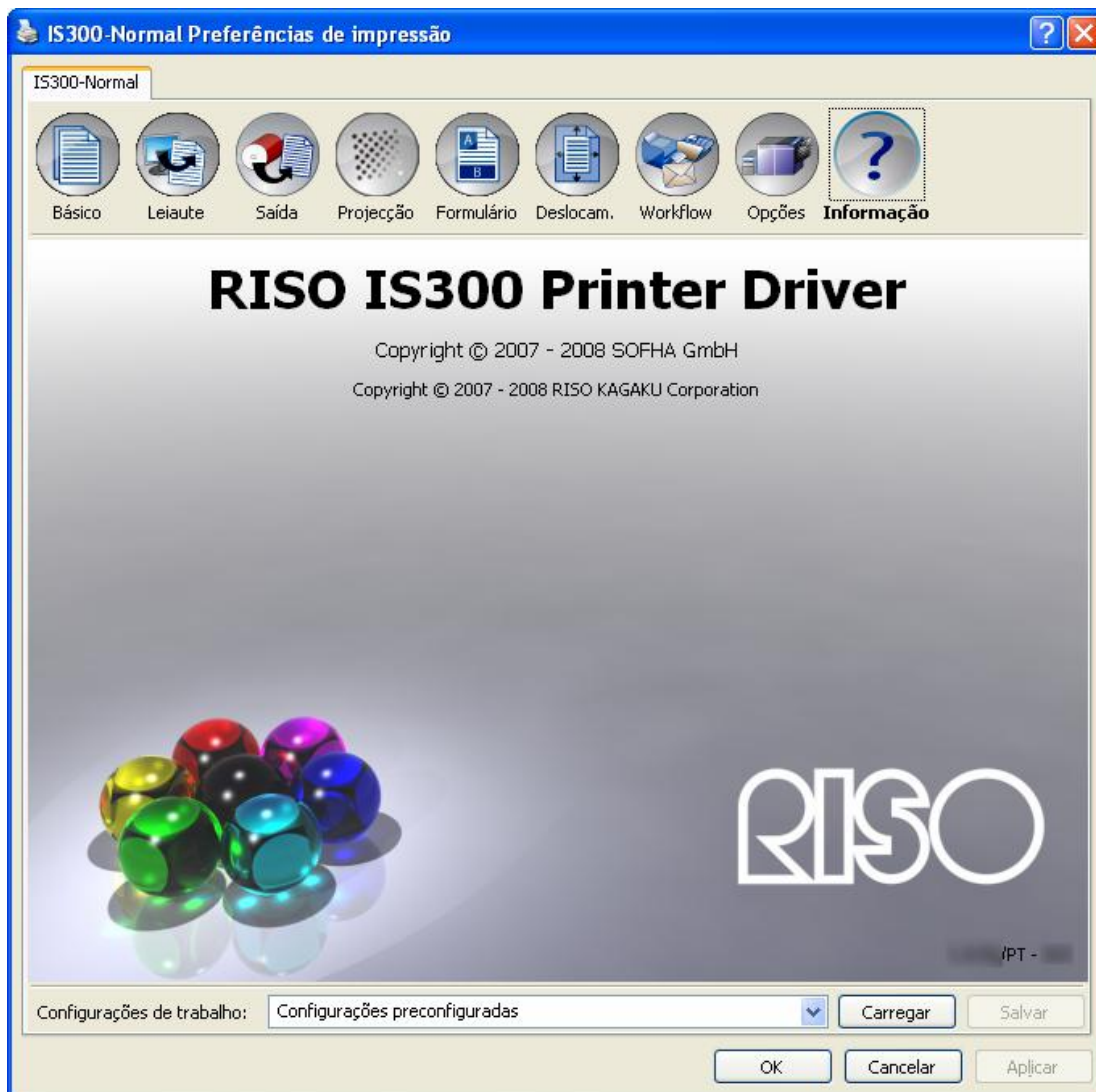 IS300-Normal Preferências de impressão
IS300-Normal
Básico Leiaute Saída Projecção Formulário Deslocam. Workflow Opções Informação
RISO IS300 Printer Driver
Copyright © 2007 - 2008 SOFHA GmbH
Copyright © 2007 - 2008 RISO KAGAKU Corporation
RISO
/PT -
Configurações de trabalho: Configurações preconfiguradas Carregar Salvar
OK Cancelar Aplicar